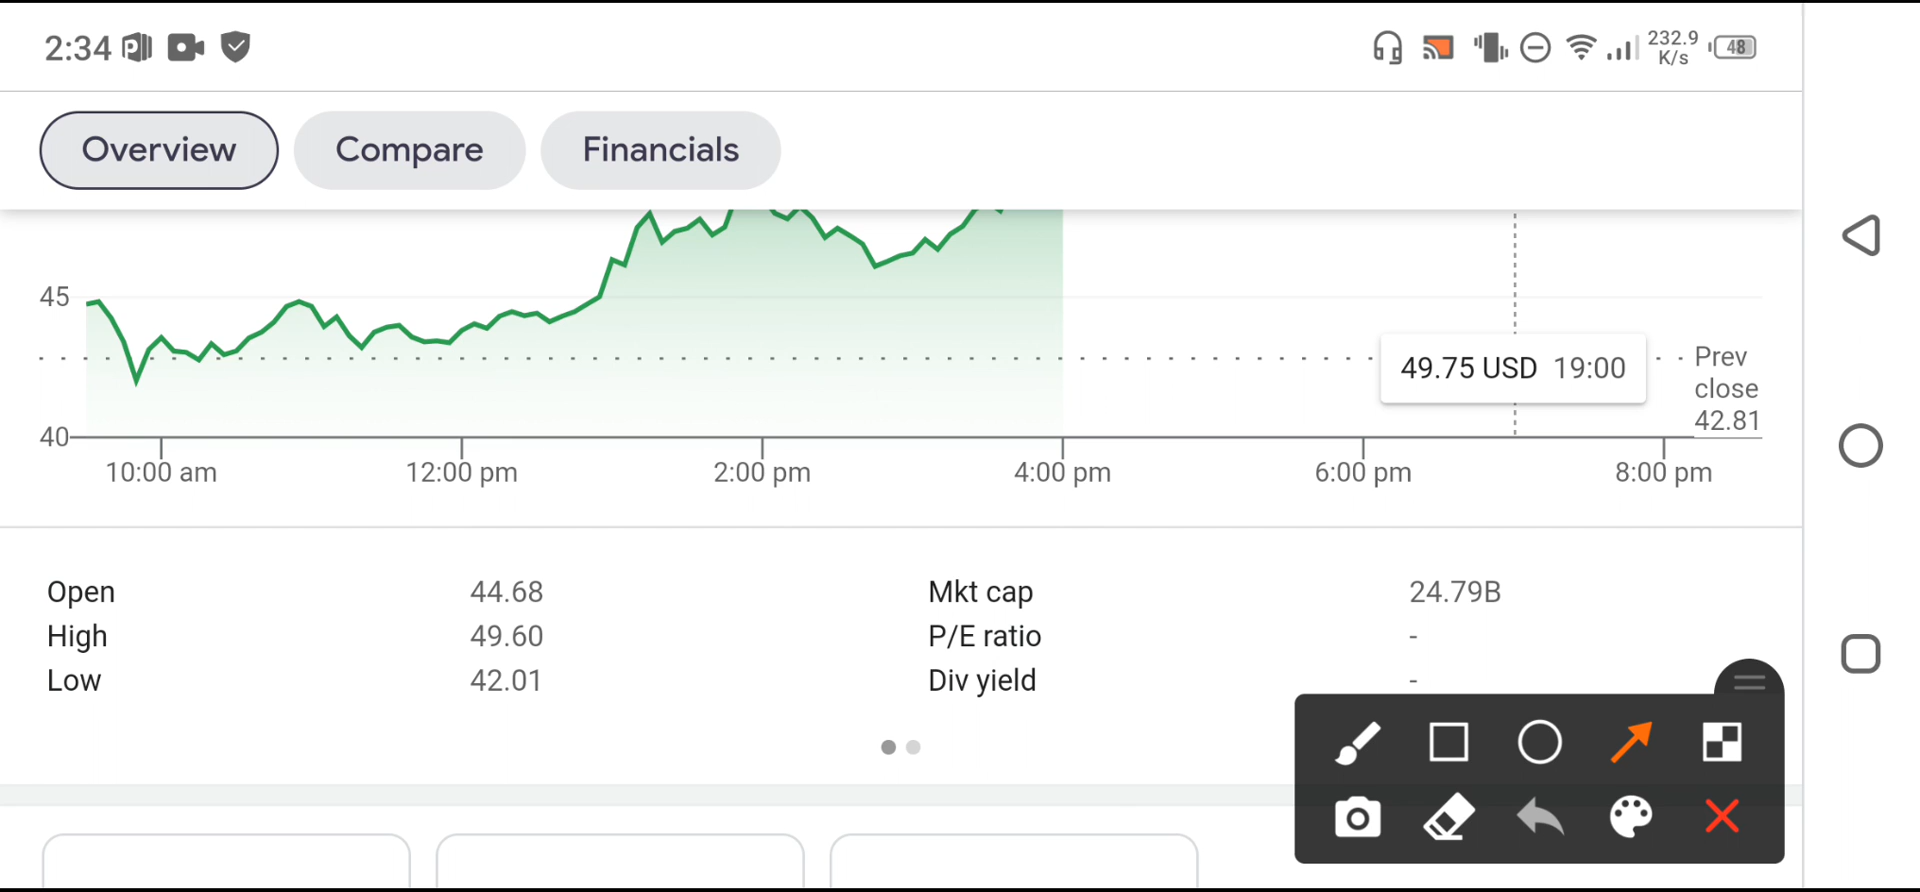 2:34
232.9
K/s
48
Overview Compare Financials
45
49.75 USD 19:00
Prev
close
42.81
40
10:00 am 12:00 pm 2:00 pm 4:00 pm 6:00 pm 8:00 pm
Open 44.68 Mkt cap 24.79B
High 49.60 P/E ratio -
Low 42.01 Div yield -